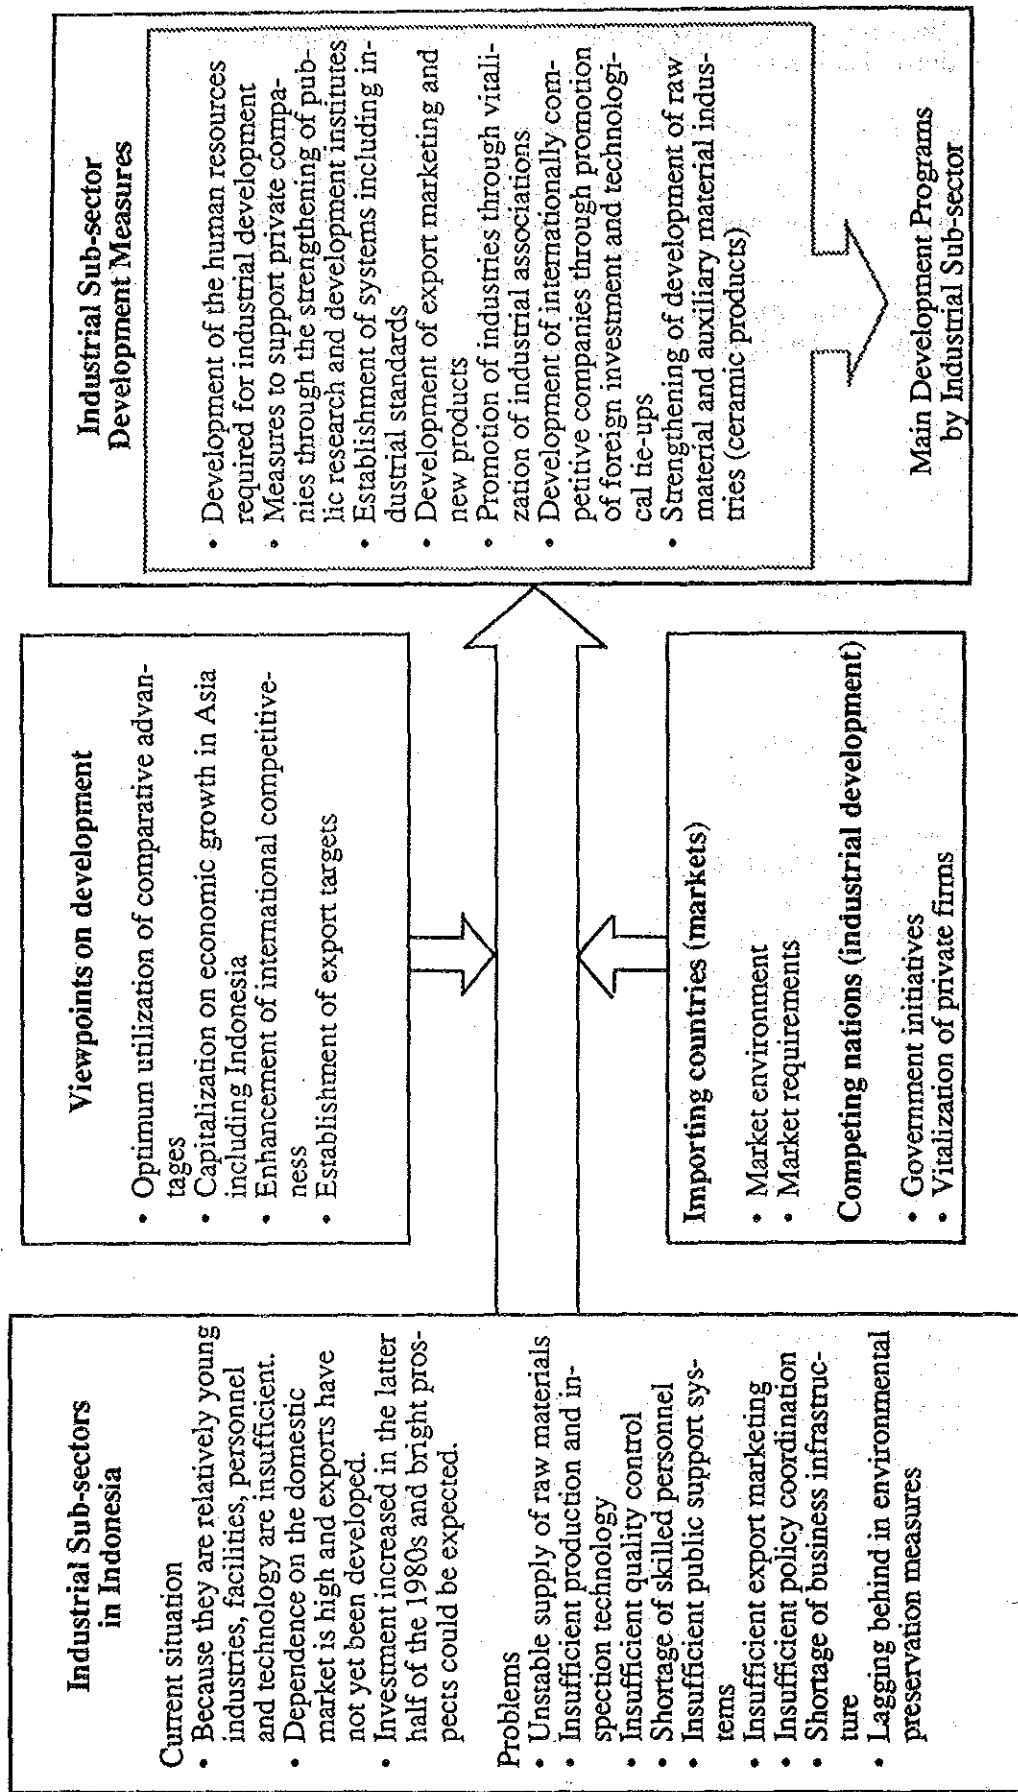 Industrial Sub-sectors
in Indonesia
Current situation
• Because they are relatively young
industries, facilities, personnel
and technology are insufficient.
• Dependence on the domestic
market is high and exports have
not yet been developed.
• Investment increased in the latter
half of the 1980s and bright pros-
pects could be expected.
Problems
• Unstable supply of raw materials
• Insufficient production and in-
spection technology
• Insufficient quality control
• Shortage of skilled personnel
• Insufficient public support sys-
tems
• Insufficient export marketing
• Insufficient policy coordination
• Shortage of business infrastruc-
ture
• Lagging behind in environmental
preservation measures
Viewpoints on development
• Optimum utilization of comparative advan-
tages
• Capitalization on economic growth in Asia
including Indonesia
• Enhancement of international competitive-
ness
• Establishment of export targets
Importing countries (markets)
• Market environment
• Market requirements
Competing nations (industrial development)
• Government initiatives
• Vitalization of private firms
Industrial Sub-sector
Development Measures
• Development of the human resources
required for industrial development
• Measures to support private compa-
nies through the strengthening of pub-
lic research and development institutes
• Establishment of systems including in-
dustrial standards
• Development of export marketing and
new products
• Promotion of industries through vitali-
zation of industrial associations
• Development of internationally com-
petitive companies through promotion
of foreign investment and technologi-
cal tie-ups
• Strengthening of development of raw
material and auxiliary material indus-
tries (ceramic products)
Main Development Programs
by Industrial Sub-sector